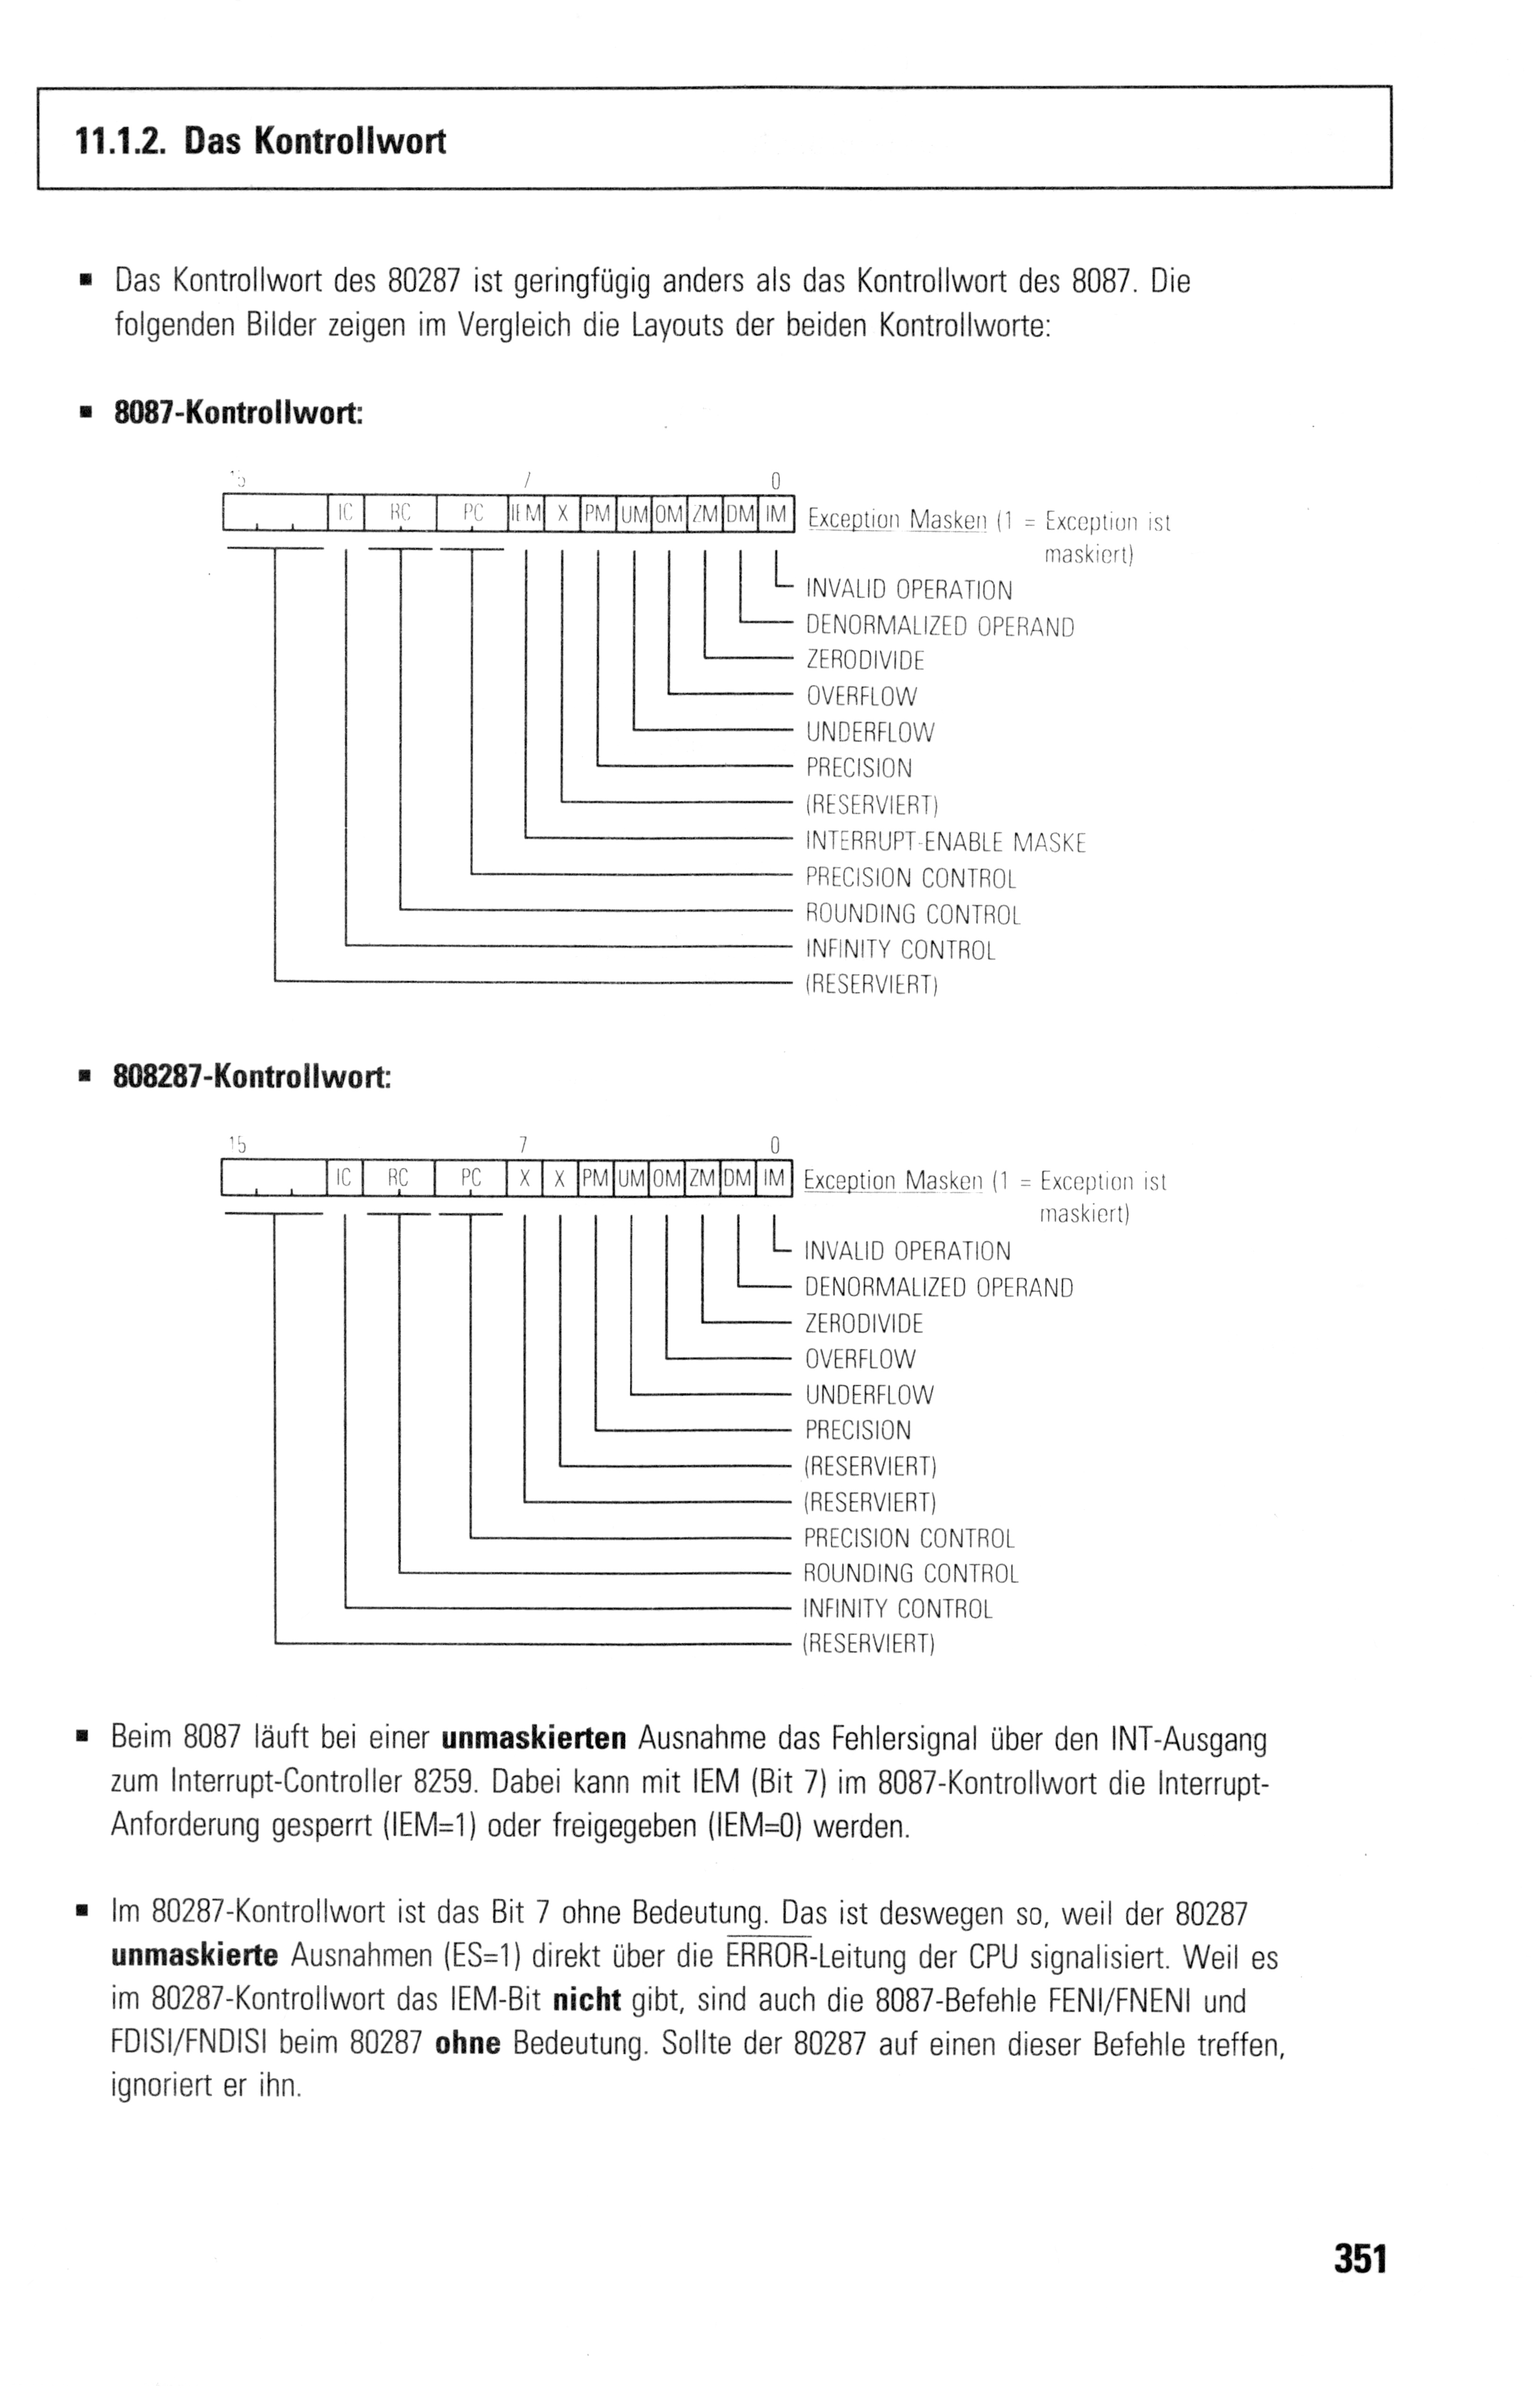 11.1.2. Das Kontrollwort
▪ Das Kontrollwort des 80287 ist geringfügig anders als das Kontrollwort des 8087. Die
folgenden Bilder zeigen im Vergleich die Layouts der beiden Kontrollworte:
▪ 8087-Kontrollwort:
15 7 0
IC RC PC IEM X PM UM OM ZM DM IM Exception Masken (1 = Exception ist
maskiert)
INVALID OPERATION
DENORMALIZED OPERAND
ZERODIVIDE
OVERFLOW
UNDERFLOW
PRECISION
(RESERVIERT)
INTERRUPT-ENABLE MASKE
PRECISION CONTROL
ROUNDING CONTROL
INFINITY CONTROL
(RESERVIERT)
▪ 808287-Kontrollwort:
15 7 0
IC RC PC X X PM UM OM ZM DM IM Exception Masken (1 = Exception ist
maskiert)
INVALID OPERATION
DENORMALIZED OPERAND
ZERODIVIDE
OVERFLOW
UNDERFLOW
PRECISION
(RESERVIERT)
(RESERVIERT)
PRECISION CONTROL
ROUNDING CONTROL
INFINITY CONTROL
(RESERVIERT)
▪ Beim 8087 läuft bei einer unmaskierten Ausnahme das Fehlersignal über den INT-Ausgang
zum Interrupt-Controller 8259. Dabei kann mit IEM (Bit 7) im 8087-Kontrollwort die Interrupt-
Anforderung gesperrt (IEM=1) oder freigegeben (IEM=0) werden.
▪ Im 80287-Kontrollwort ist das Bit 7 ohne Bedeutung. Das ist deswegen so, weil der 80287
unmaskierte Ausnahmen (ES=1) direkt über die E̅R̅R̅O̅R̅-Leitung der CPU signalisiert. Weil es
im 80287-Kontrollwort das IEM-Bit nicht gibt, sind auch die 8087-Befehle FENI/FNENI und
FDISI/FNDISI beim 80287 ohne Bedeutung. Sollte der 80287 auf einen dieser Befehle treffen,
ignoriert er ihn.
351